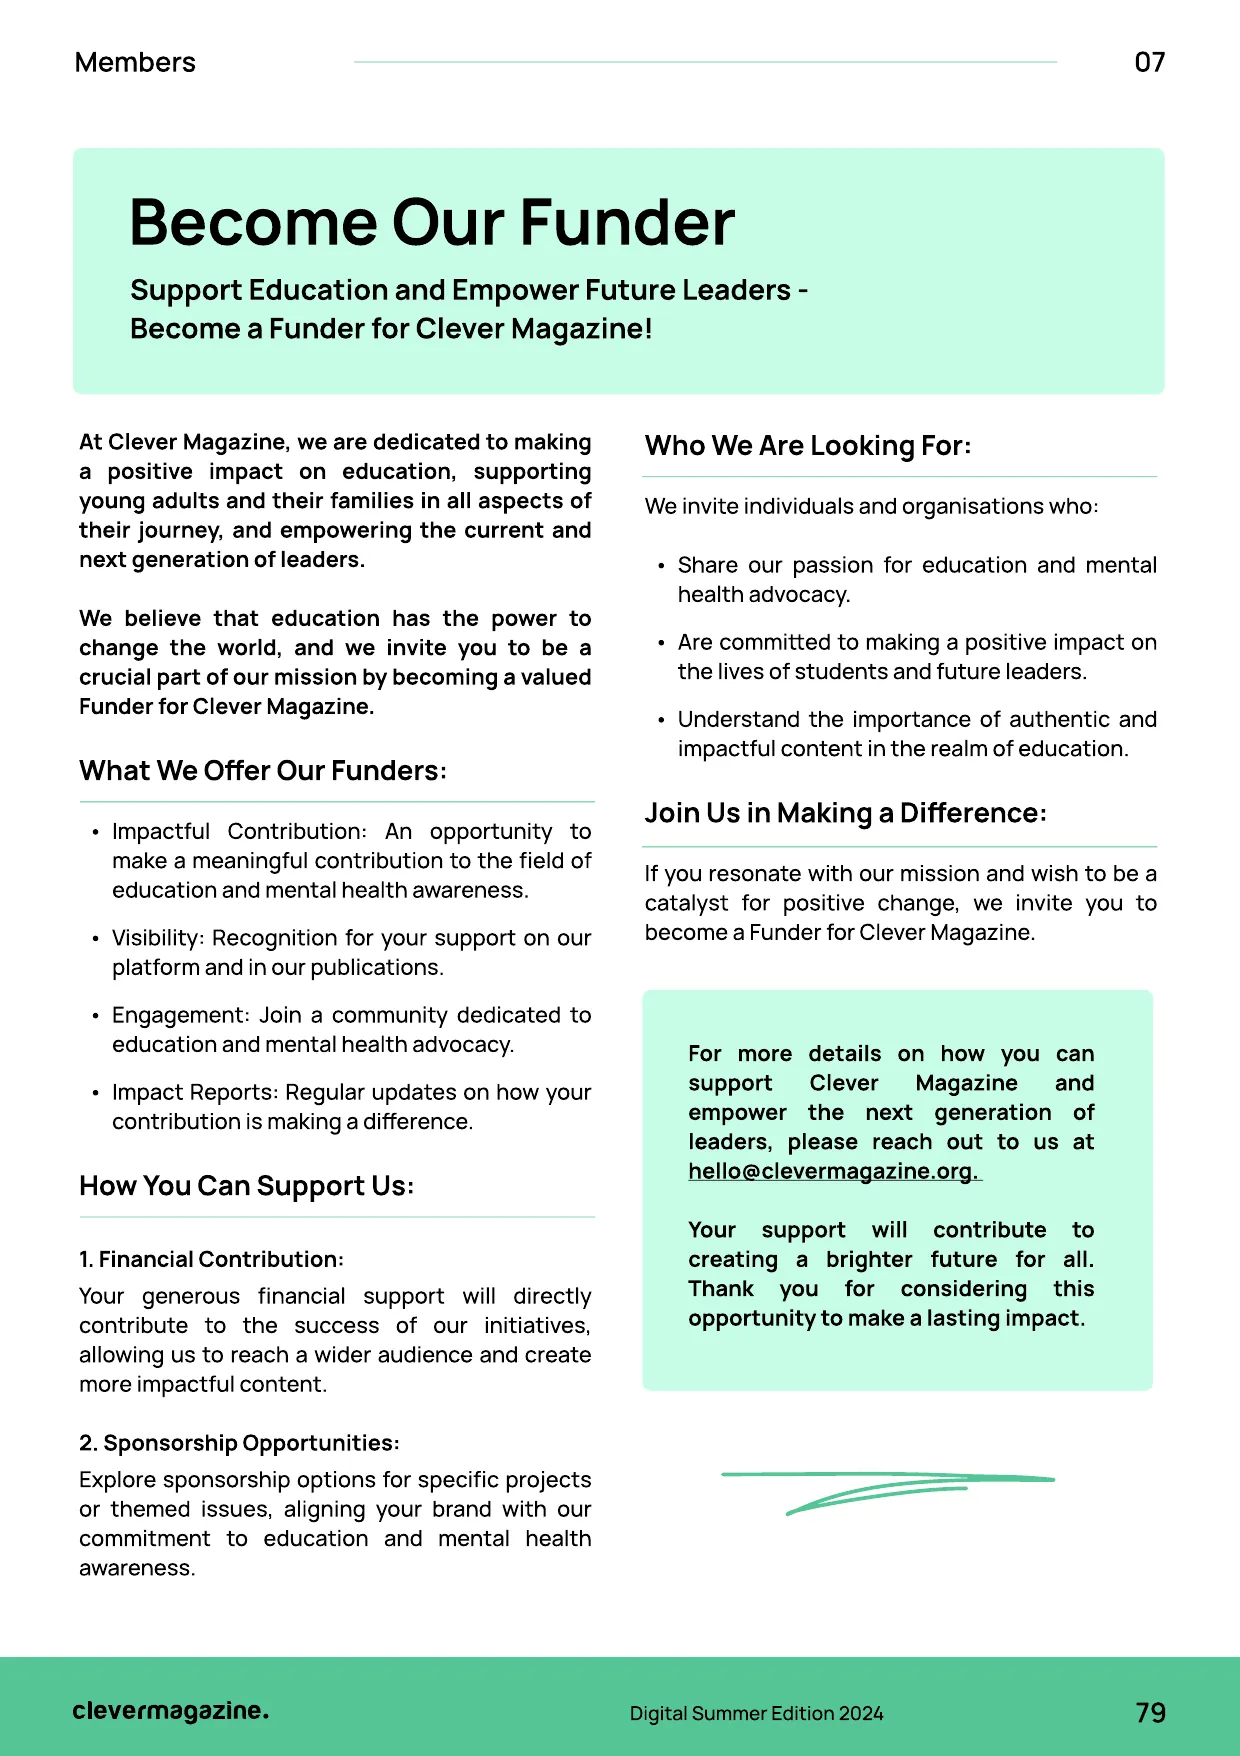 Members
07
Become Our Funder
Support Education and Empower Future Leaders -
Become a Funder for Clever Magazine!
At Clever Magazine, we are dedicated to making
a positive impact on education, supporting
young adults and their families in all aspects of
their journey, and empowering the current and
next generation of leaders.
We believe that education has the power to
change the world, and we invite you to be a
crucial part of our mission by becoming a valued
Funder for Clever Magazine.
What We Offer Our Funders:
• Impactful Contribution: An opportunity to
make a meaningful contribution to the field of
education and mental health awareness.
• Visibility: Recognition for your support on our
platform and in our publications.
• Engagement: Join a community dedicated to
education and mental health advocacy.
• Impact Reports: Regular updates on how your
contribution is making a difference.
How You Can Support Us:
1. Financial Contribution:
Your generous financial support will directly
contribute to the success of our initiatives,
allowing us to reach a wider audience and create
more impactful content.
2. Sponsorship Opportunities:
Explore sponsorship options for specific projects
or themed issues, aligning your brand with our
commitment to education and mental health
awareness.
Who We Are Looking For:
We invite individuals and organisations who:
• Share our passion for education and mental
health advocacy.
• Are committed to making a positive impact on
the lives of students and future leaders.
• Understand the importance of authentic and
impactful content in the realm of education.
Join Us in Making a Difference:
If you resonate with our mission and wish to be a
catalyst for positive change, we invite you to
become a Funder for Clever Magazine.
For more details on how you can
support Clever Magazine and
empower the next generation of
leaders, please reach out to us at
hello@clevermagazine.org.
Your support will contribute to
creating a brighter future for all.
Thank you for considering this
opportunity to make a lasting impact.
clevermagazine.
Digital Summer Edition 2024
79